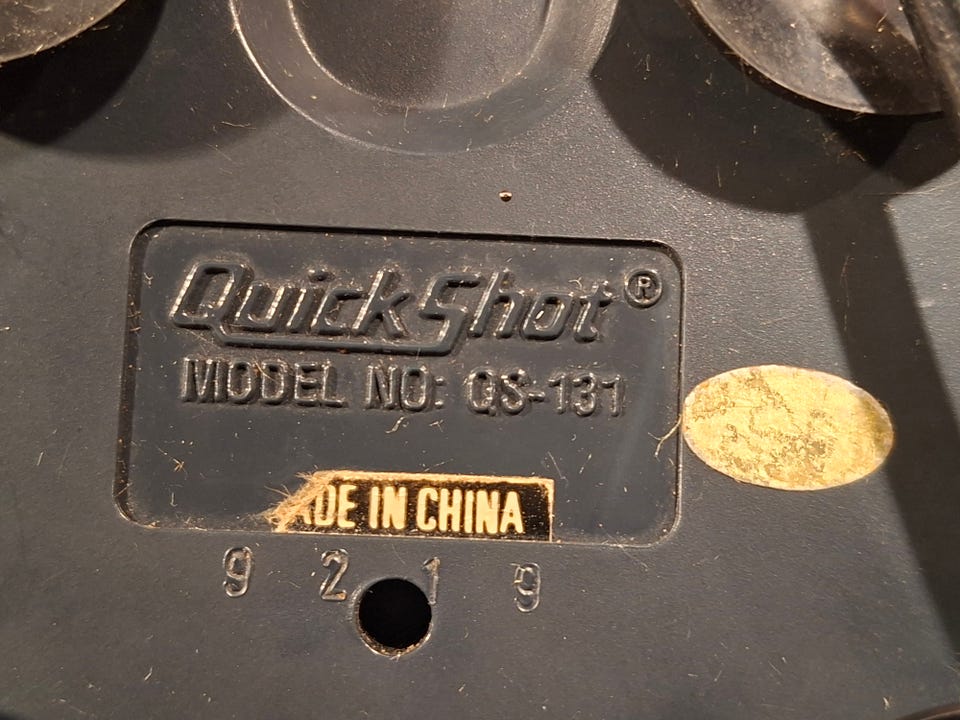 QuickShot®
MODEL NO: QS-131
ADE IN CHINA
9 2 1 9